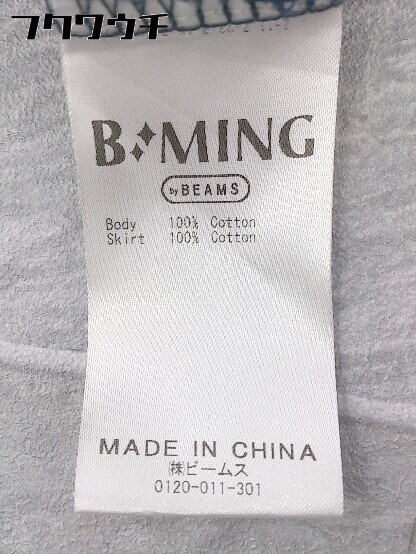 フクワウチ
B MING
by BEAMS
Body 100% Cotton
Skirt 100% Cotton
MADE IN CHINA
㈱ビームス
0120-011-301